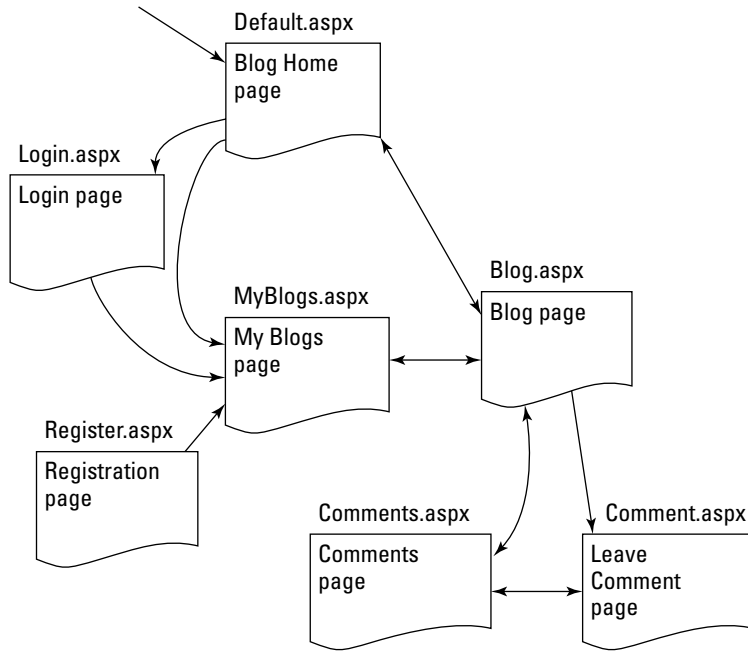 Default.aspx
Blog Home
page
Login.aspx
Login page
Blog.aspx
Blog page
MyBlogs.aspx
My Blogs
page
Register.aspx
Registration
page
Comments.aspx
Comments
page
Comment.aspx
Leave
Comment
page